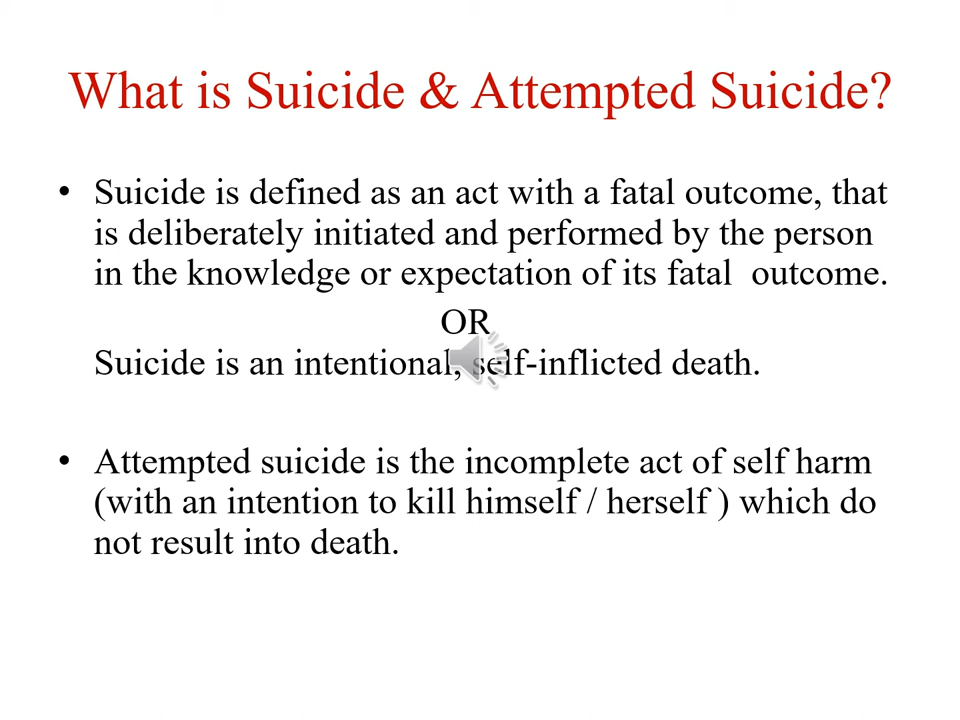 What is Suicide & Attempted Suicide?
• Suicide is defined as an act with a fatal outcome, that
is deliberately initiated and performed by the person
in the knowledge or expectation of its fatal  outcome.
OR
Suicide is an intentional, self-inflicted death.
• Attempted suicide is the incomplete act of self harm
(with an intention to kill himself / herself ) which do
not result into death.